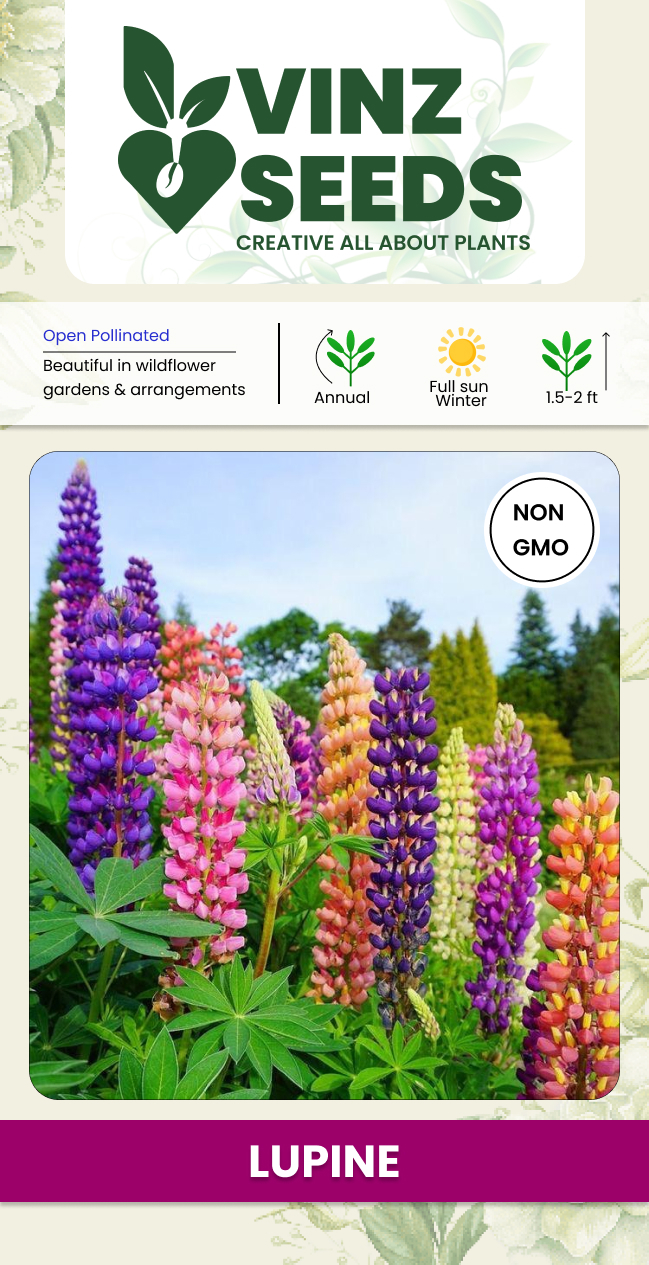 VINZ
SEEDS
CREATIVE ALL ABOUT PLANTS
Open Pollinated
Beautiful in wildflower
gardens & arrangements
Annual
Full sun
Winter
1.5-2 ft
NON
GMO
LUPINE